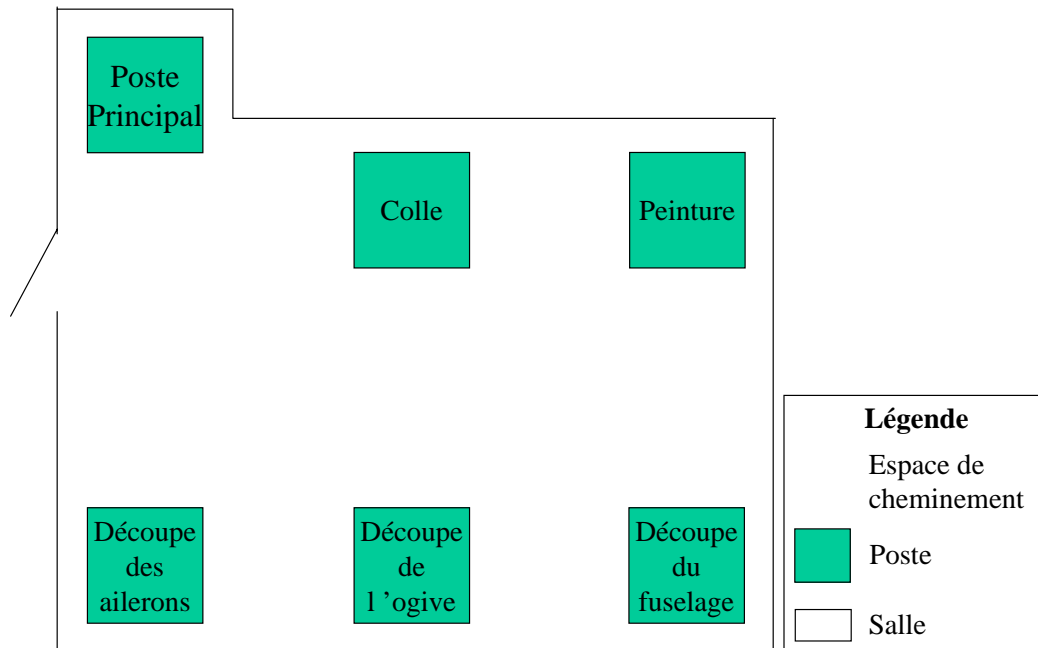 Poste
Principal
Colle
Peinture
Découpe
des
ailerons
Découpe
de
l ’ogive
Découpe
du
fuselage
Légende
Espace de
cheminement
Poste
Salle